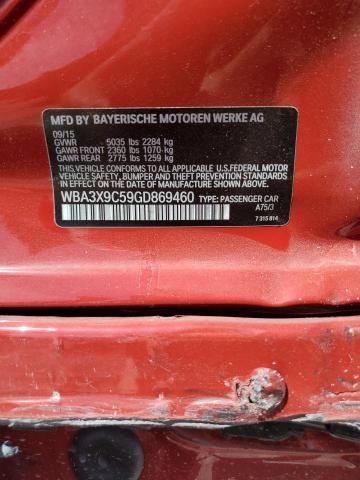 MFD BY BAYERISCHE MOTOREN WERKE AG
09/15
GVWR 5035 lbs 2284 kg
GAWR FRONT 2360 lbs 1070 kg
GAWR REAR 2775 lbs 1259 kg
THIS VEHICLE CONFORMS TO ALL APPLICABLE U.S.FEDERAL MOTOR
VEHICLE SAFETY, BUMPER AND THEFT PREVENTION STANDARDS
IN EFFECT ON THE DATE OF MANUFACTURE SHOWN ABOVE.
WBA3X9C59GD869460 TYPE: PASSENGER CAR
A75/3
7 315 814